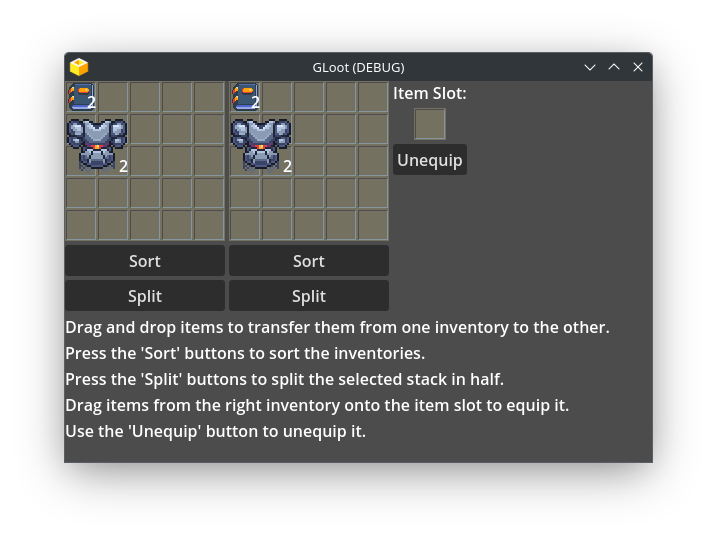 GLoot (DEBUG)
2
2
Item Slot:
Unequip
2
2
Sort
Sort
Split
Split
Drag and drop items to transfer them from one inventory to the other.
Press the 'Sort' buttons to sort the inventories.
Press the 'Split' buttons to split the selected stack in half.
Drag items from the right inventory onto the item slot to equip it.
Use the 'Unequip' button to unequip it.